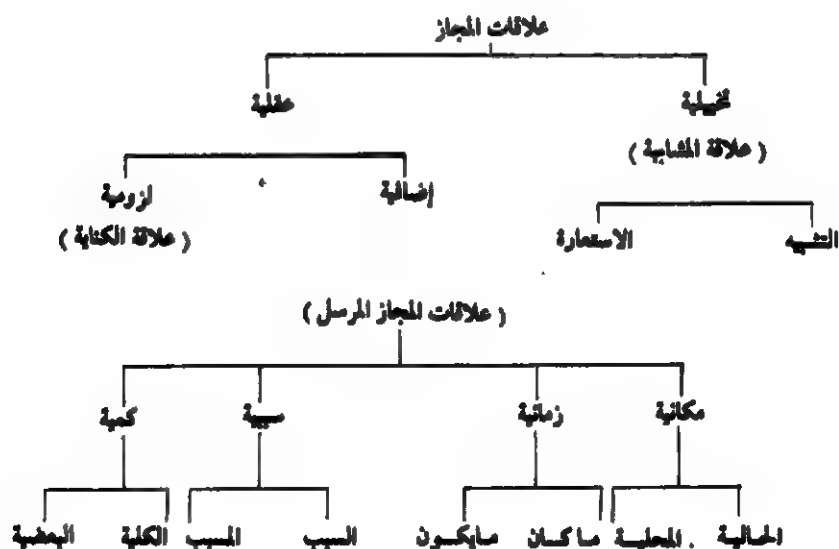 علاقات المجاز
تخييلية عقلية
( علاقة المشابهة )
إضافية لزومية
( علاقة الكناية )
التشبيه الاستعارة
( علاقات المجاز المرسل )
مكانية زمانية سببية كمية
الحالية المحلية ماكان مايكون السبب المسبب الكلية البعضية